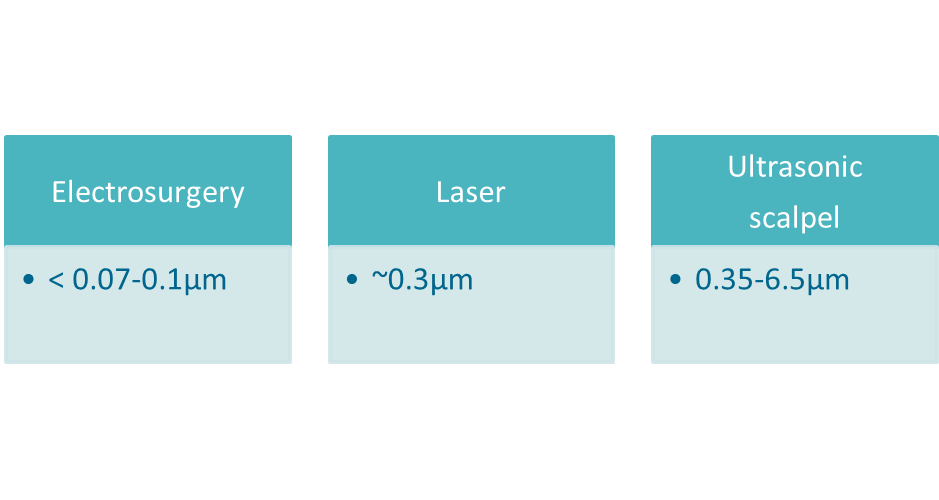 Electrosurgery
• < 0.07-0.1µm
Laser
• ~0.3µm
Ultrasonic
scalpel
• 0.35-6.5µm